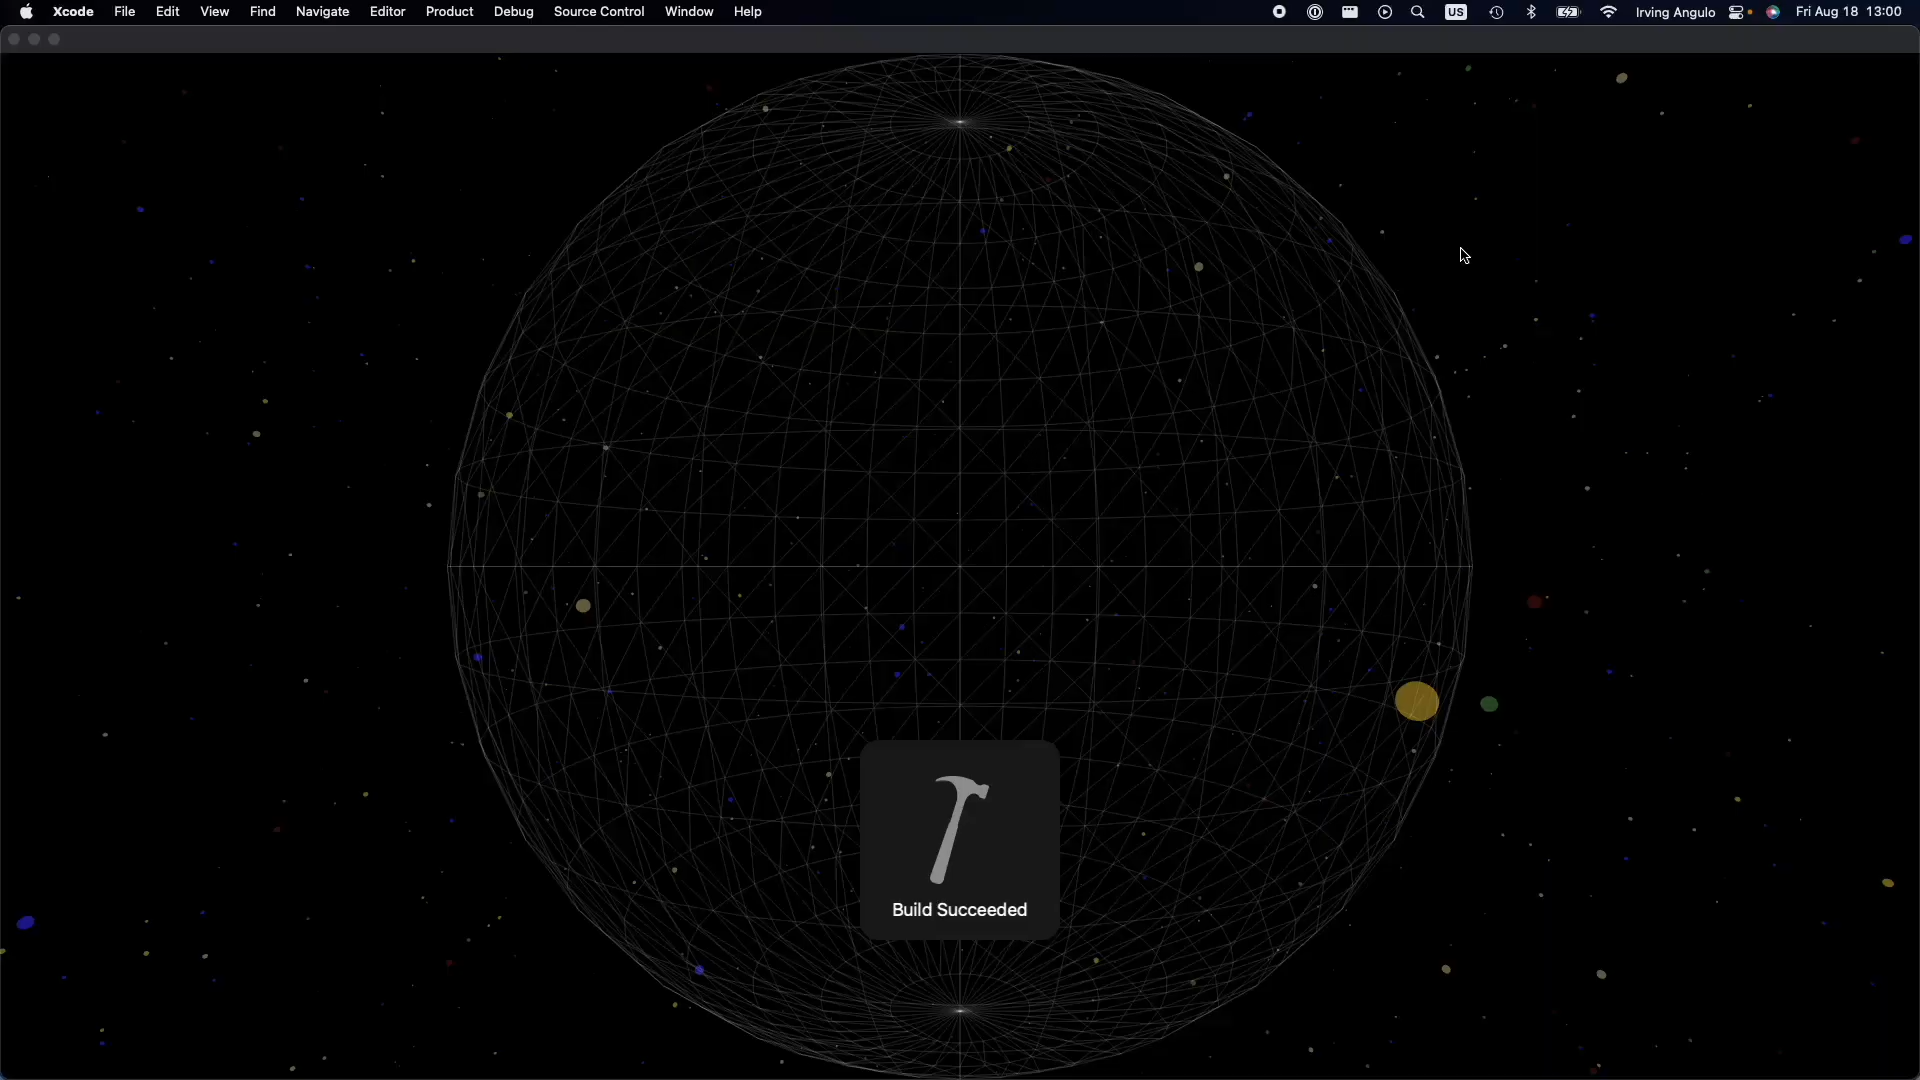 Xcode File Edit View Find Navigate Editor Product Debug Source Control Window Help US Irving Angulo Fri Aug 18 13:00
Build Succeeded